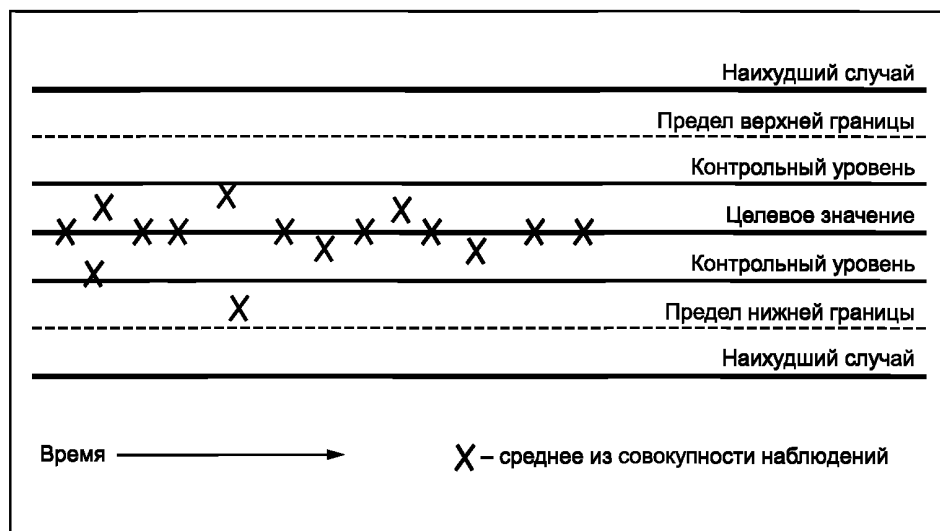 Наихудший случай
Предел верхней границы
Контрольный уровень
Целевое значение
Контрольный уровень
Предел нижней границы
Наихудший случай
Время
X – среднее из совокупности наблюдений